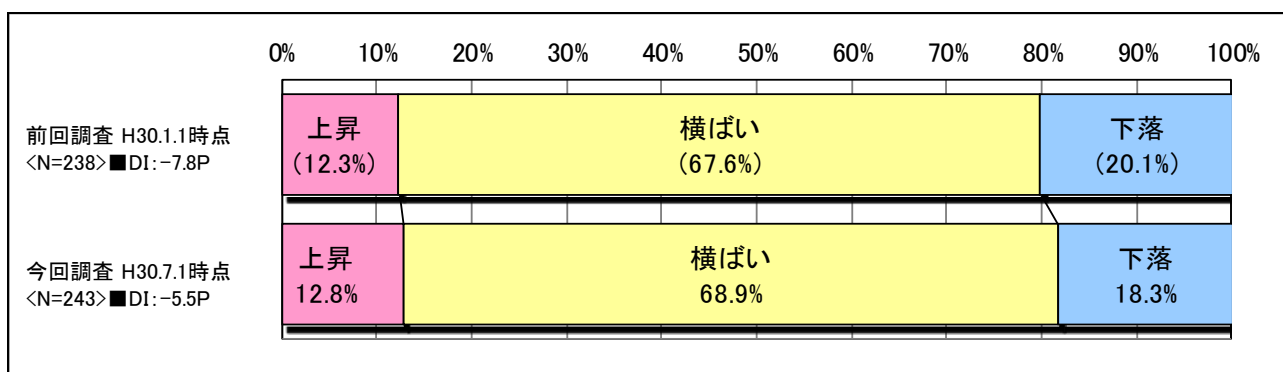 0% 10% 20% 30% 40% 50% 60% 70% 80% 90% 100%
前回調査 H30.1.1時点
<N=238>■DI:-7.8P
上昇
(12.3%)
横ばい
(67.6%)
下落
(20.1%)
今回調査 H30.7.1時点
<N=243>■DI:-5.5P
上昇
12.8%
横ばい
68.9%
下落
18.3%